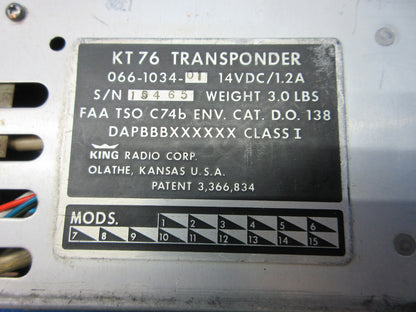 KT 76 TRANSPONDER
066-1034-01 14VDC/1.2A
S/N 15465 WEIGHT 3.0 LBS
FAA TSO C74b ENV. CAT. D.O. 138
DAPBBBXXXXXX CLASS I
KING RADIO CORP.
OLATHE, KANSAS U.S.A.
PATENT 3,366,834
MODS. 1 2 3 4 5 6
7 8 9 10 11 12 13 14 15